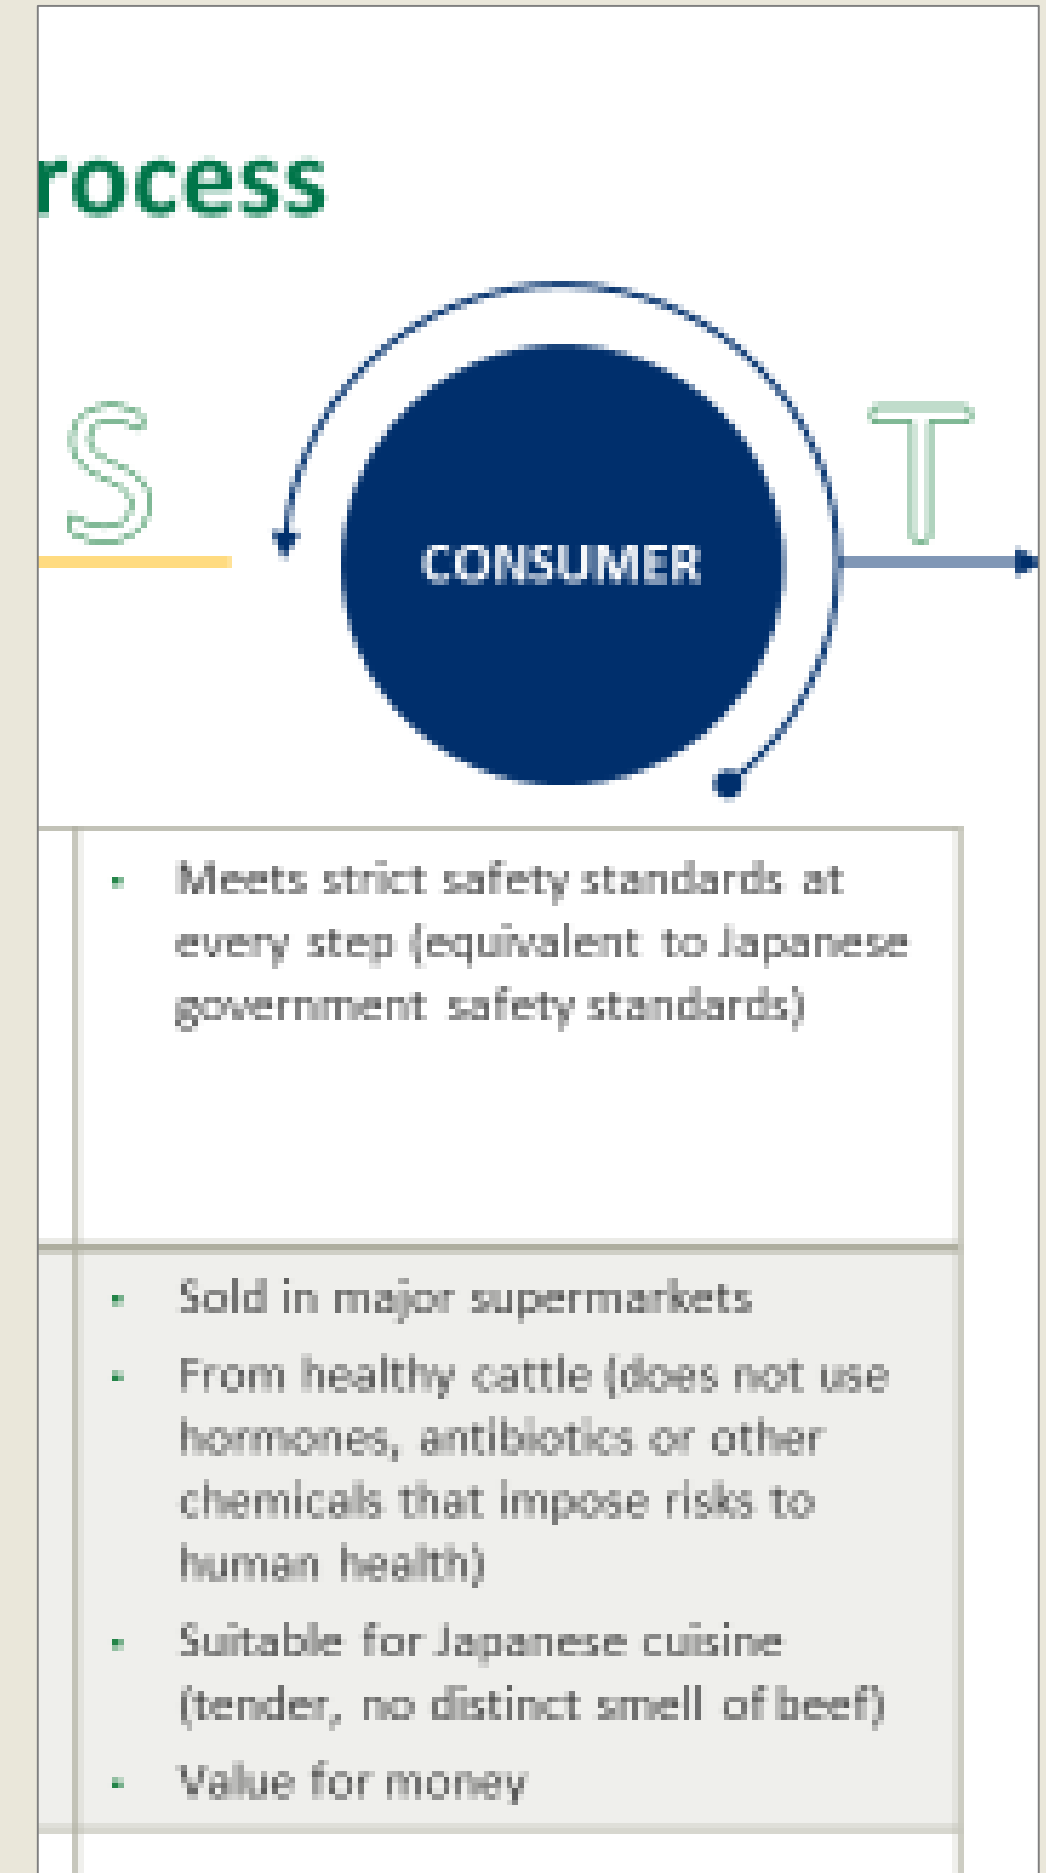 rocess
S
T
CONSUMER
▪ Meets strict safety standards at
every step (equivalent to Japanese
government safety standards)
▪ Sold in major supermarkets
▪ From healthy cattle (does not use
hormones, antibiotics or other
chemicals that impose risks to
human health)
▪ Suitable for Japanese cuisine
(tender, no distinct smell of beef)
▪ Value for money